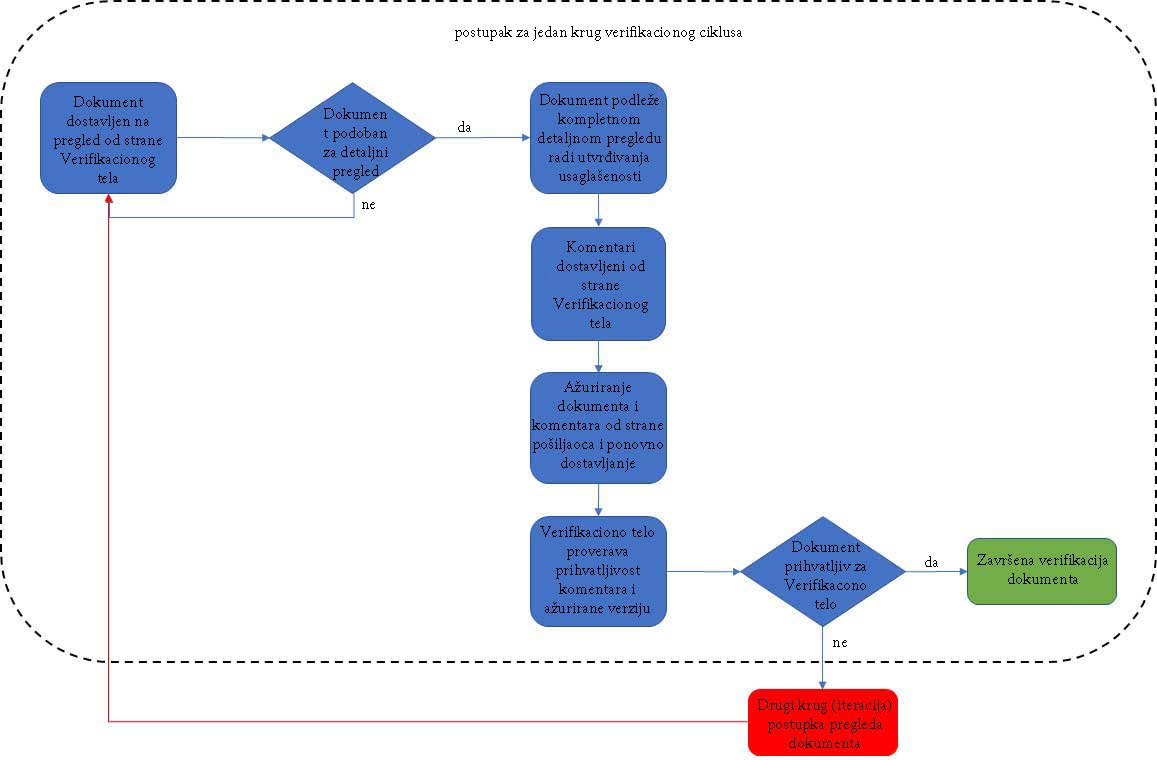 postupak za jedan krug verifikacionog ciklusa
Dokument
dostavljen na
pregled od strane
Verifikacionog
tela
Dokumen
t podoban
za detaljni
pregled
da
ne
Dokument podleže
kompletnom
detaljnom pregledu
radi utvrđivanja
usaglašenosti
Komentari
dostavljeni od
strane
Verifikacionog
tela
Ažuriranje
dokumenta i
komentara od strane
pošiljaoca i ponovno
dostavljanje
Verifikaciono telo
proverava
prihvatljivost
komentara i
ažurirane verziju
Dokument
prihvatljiv za
Verifikacono
telo
da
Završena verifikacija
dokumenta
ne
Drugi krug (iteracija)
postupka pregleda
dokumenta